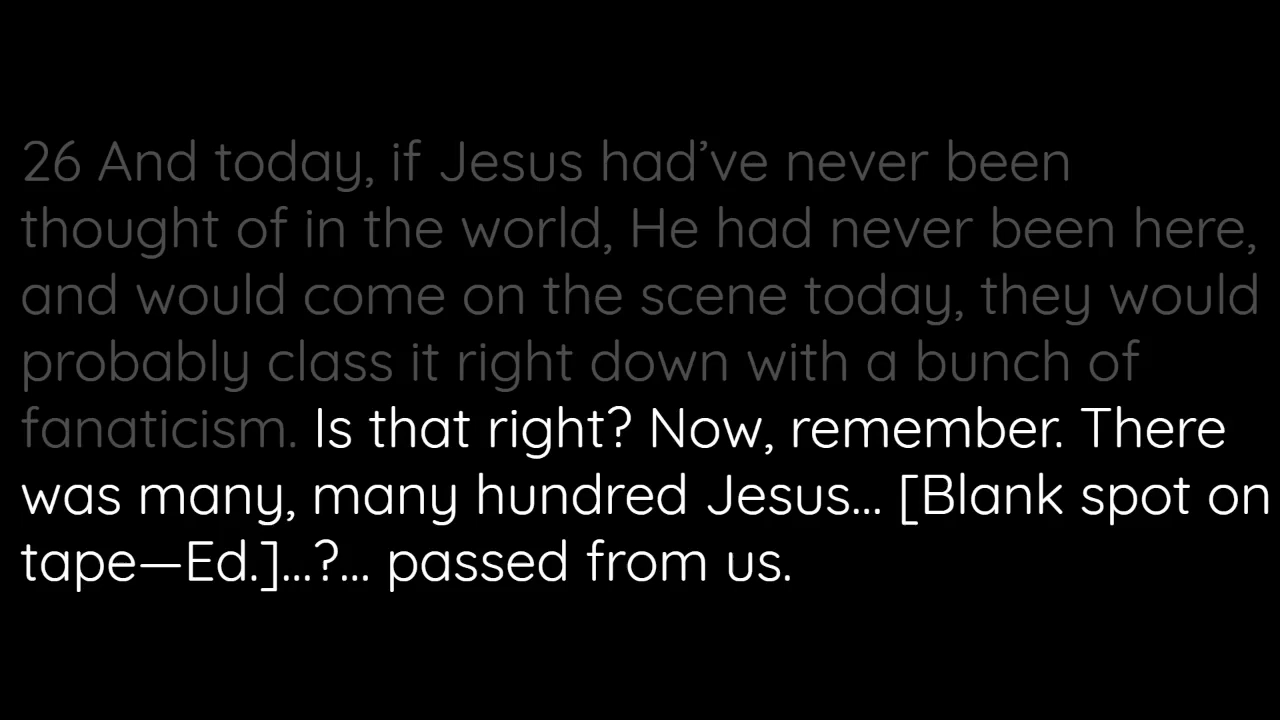 26 And today, if Jesus had’ve never been
thought of in the world, He had never been here,
and would come on the scene today, they would
probably class it right down with a bunch of
fanaticism. Is that right? Now, remember. There
was many, many hundred Jesus... [Blank spot on
tape—Ed.]...?... passed from us.